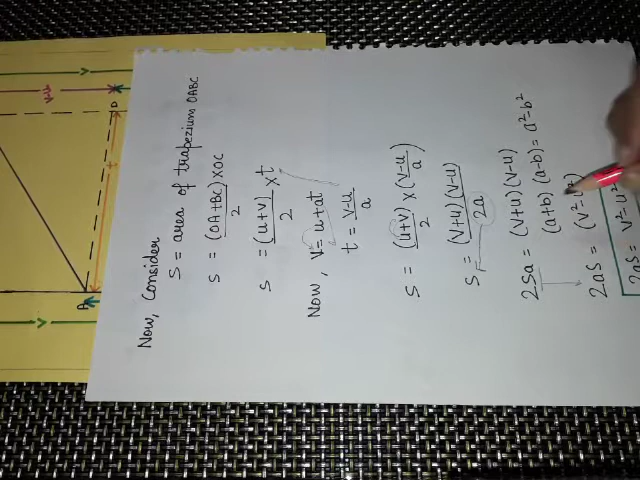 Now, Consider
S = area of trapezium OABC
S = (OA+BC) × OC / 2
S = (u+v) / 2 × t
Now, v = u + at
t = v-u / a
S = (u+v) / 2 × (v-u / a)
S = (v+u) (v-u) / 2a
2Sa = (v+u) (v-u)
(a+b) (a-b) = a²-b²
2aS = (v²-u²)
2aS = v²-u²
A
D
v
t
v